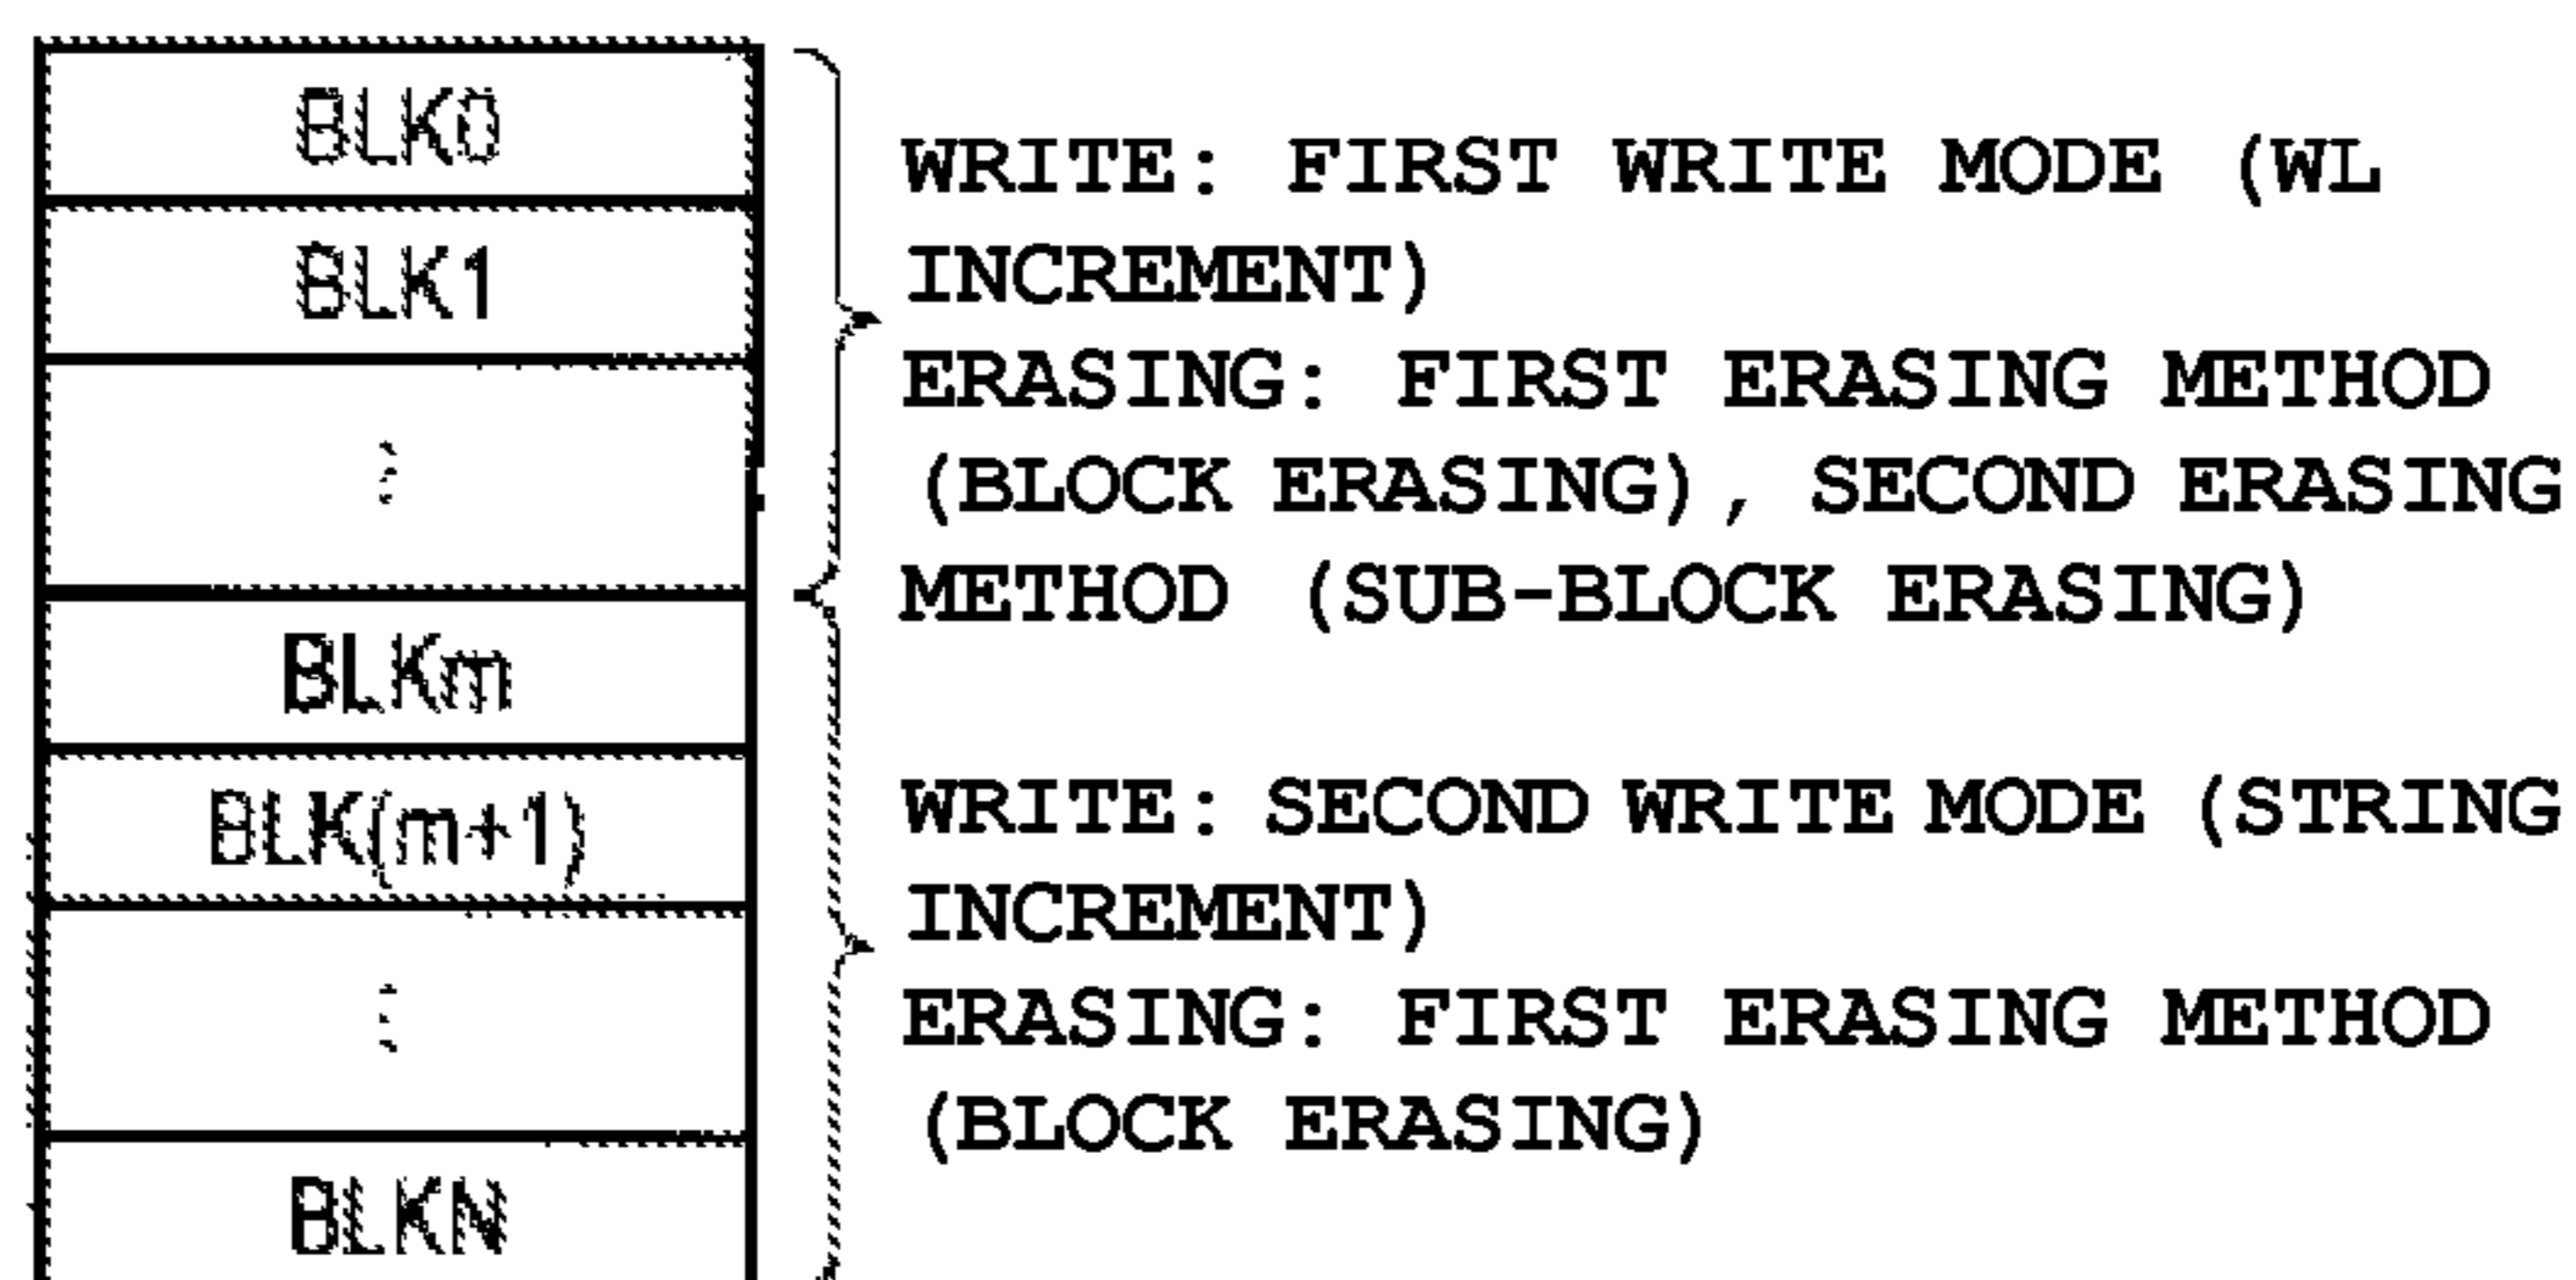 BLK0
BLK1
⋮
BLKm
BLK(m+1)
⋮
BLKN
WRITE: FIRST WRITE MODE (WL
INCREMENT)
ERASING: FIRST ERASING METHOD
(BLOCK ERASING), SECOND ERASING
METHOD (SUB-BLOCK ERASING)
WRITE: SECOND WRITE MODE (STRING
INCREMENT)
ERASING: FIRST ERASING METHOD
(BLOCK ERASING)